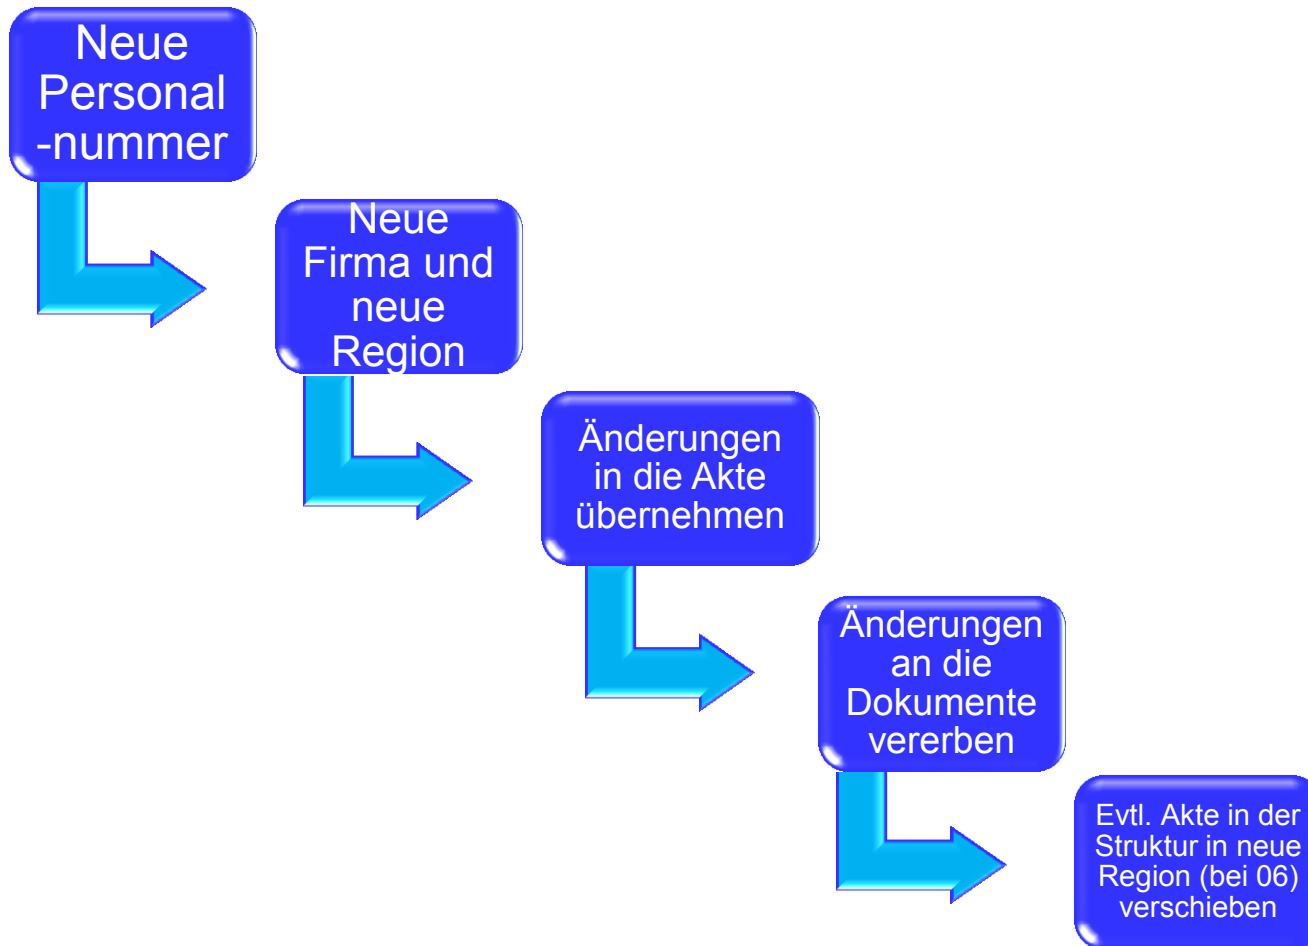 Neue
Personal
-nummer
Neue
Firma und
neue
Region
Änderungen
in die Akte
übernehmen
Änderungen
an die
Dokumente
vererben
Evtl. Akte in der
Struktur in neue
Region (bei 06)
verschieben